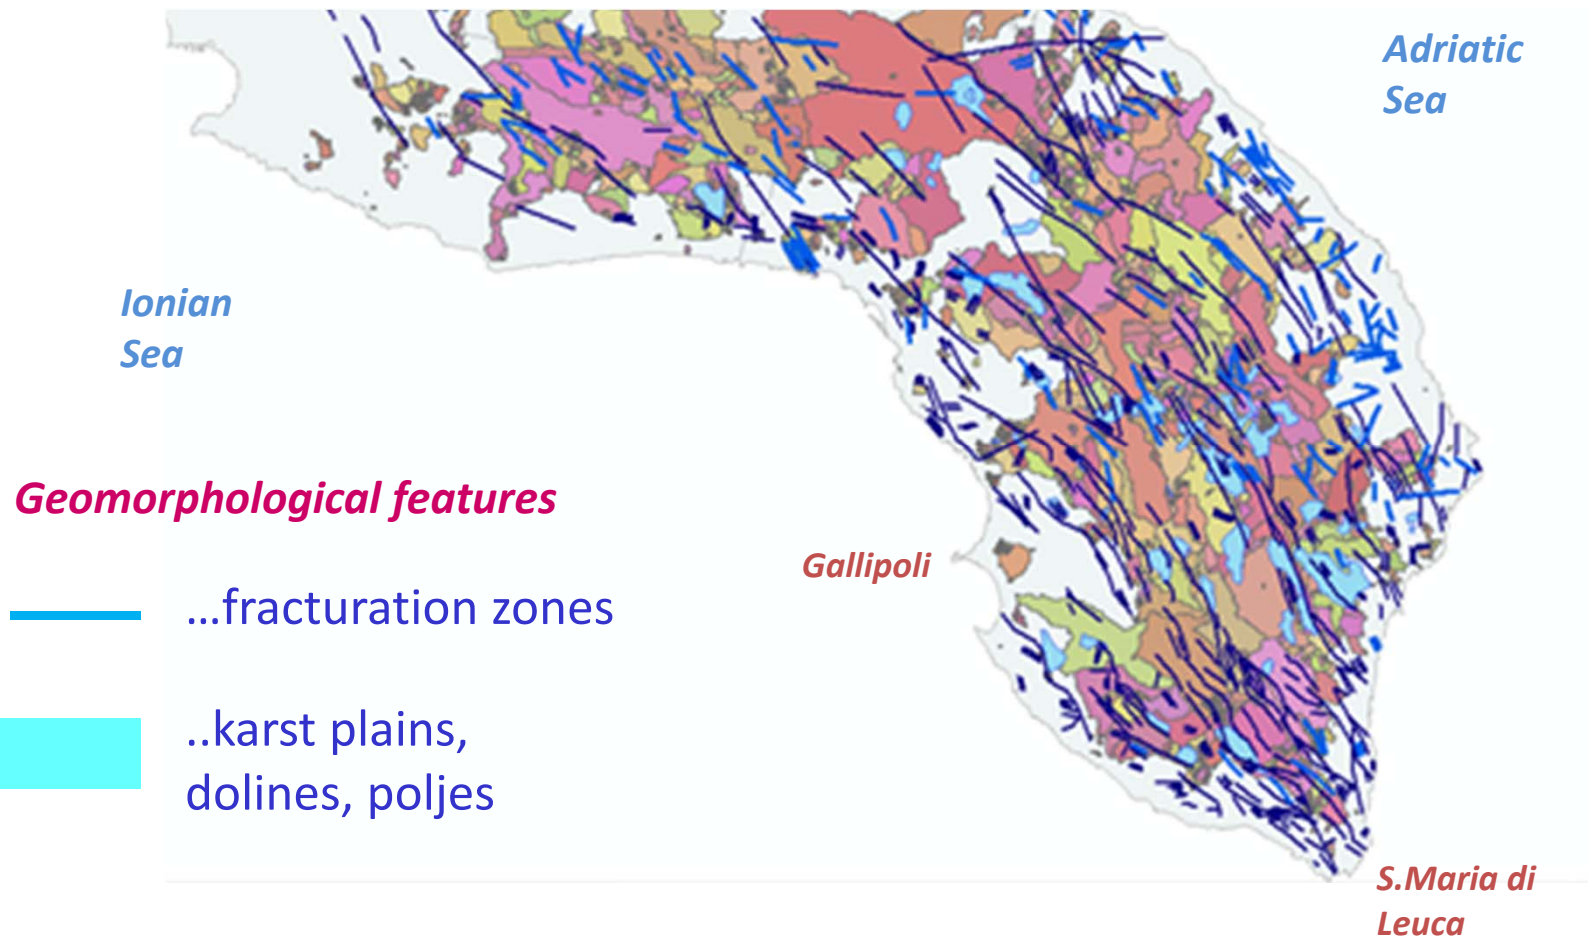 Adriatic
Sea
Ionian
Sea
Geomorphological features
Gallipoli
...fracturation zones
..karst plains,
dolines, poljes
S.Maria di
Leuca